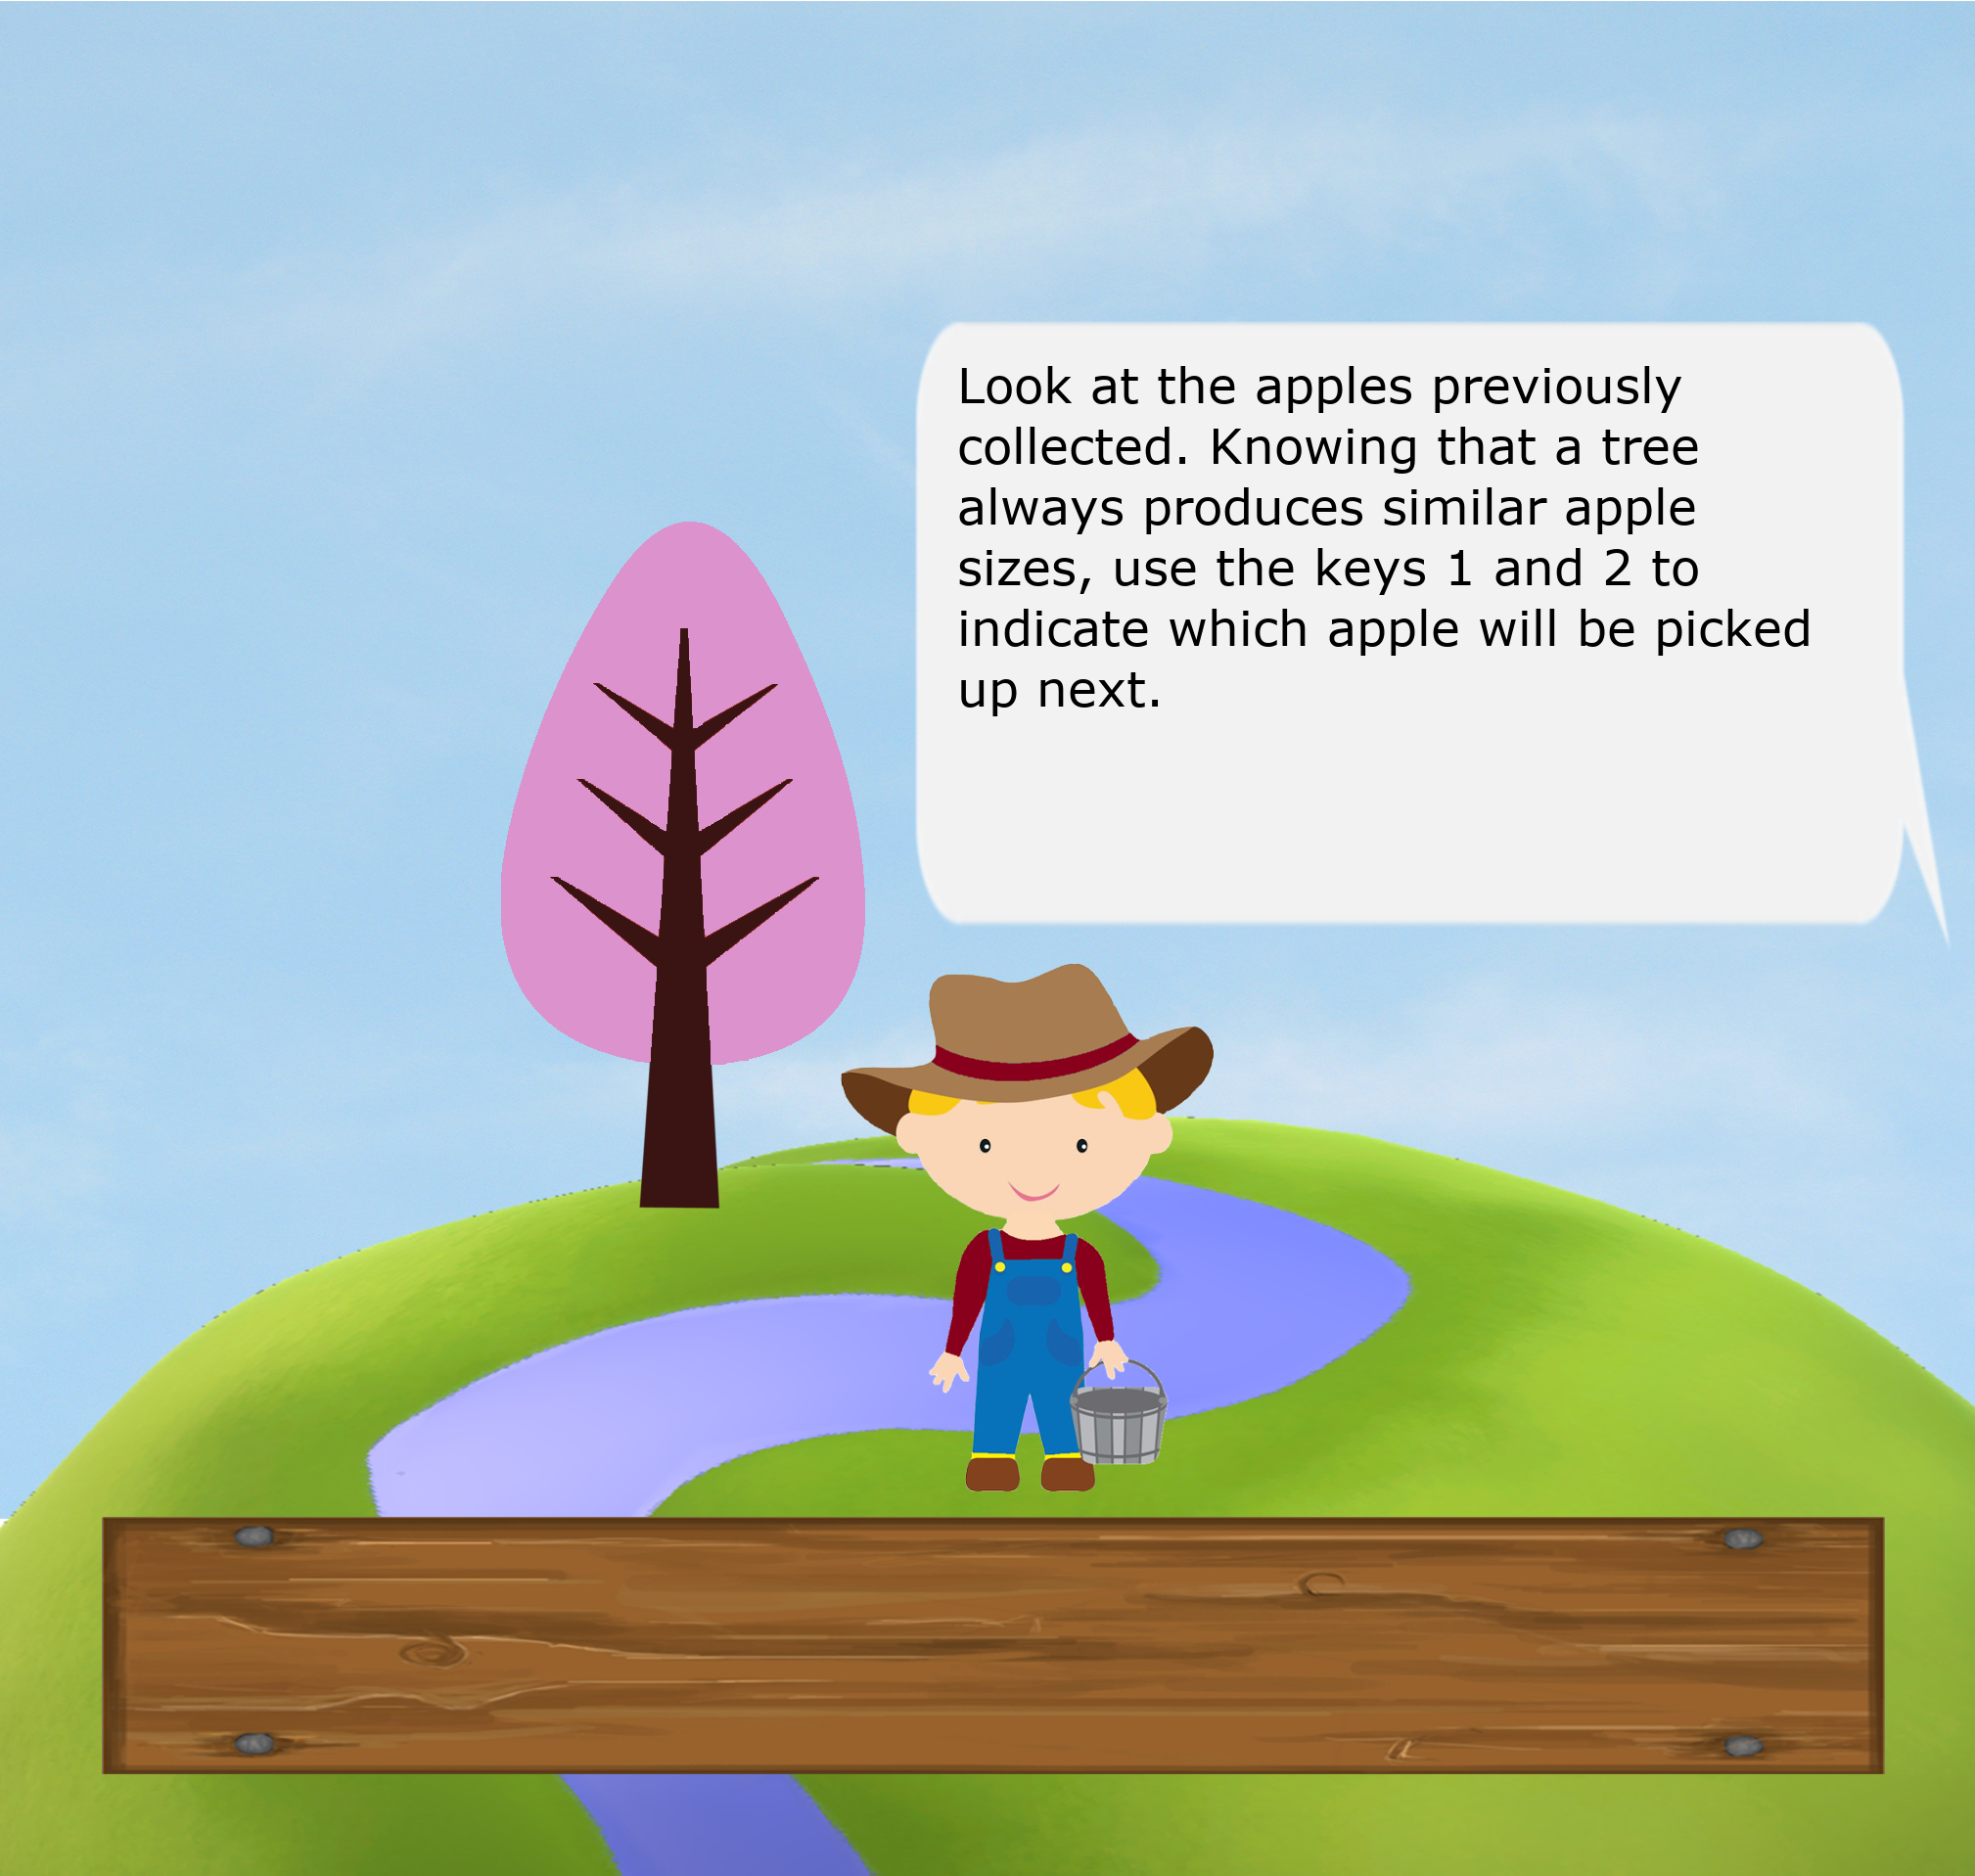 Look at the apples previously
collected. Knowing that a tree
always produces similar apple
sizes, use the keys 1 and 2 to
indicate which apple will be picked
up next.